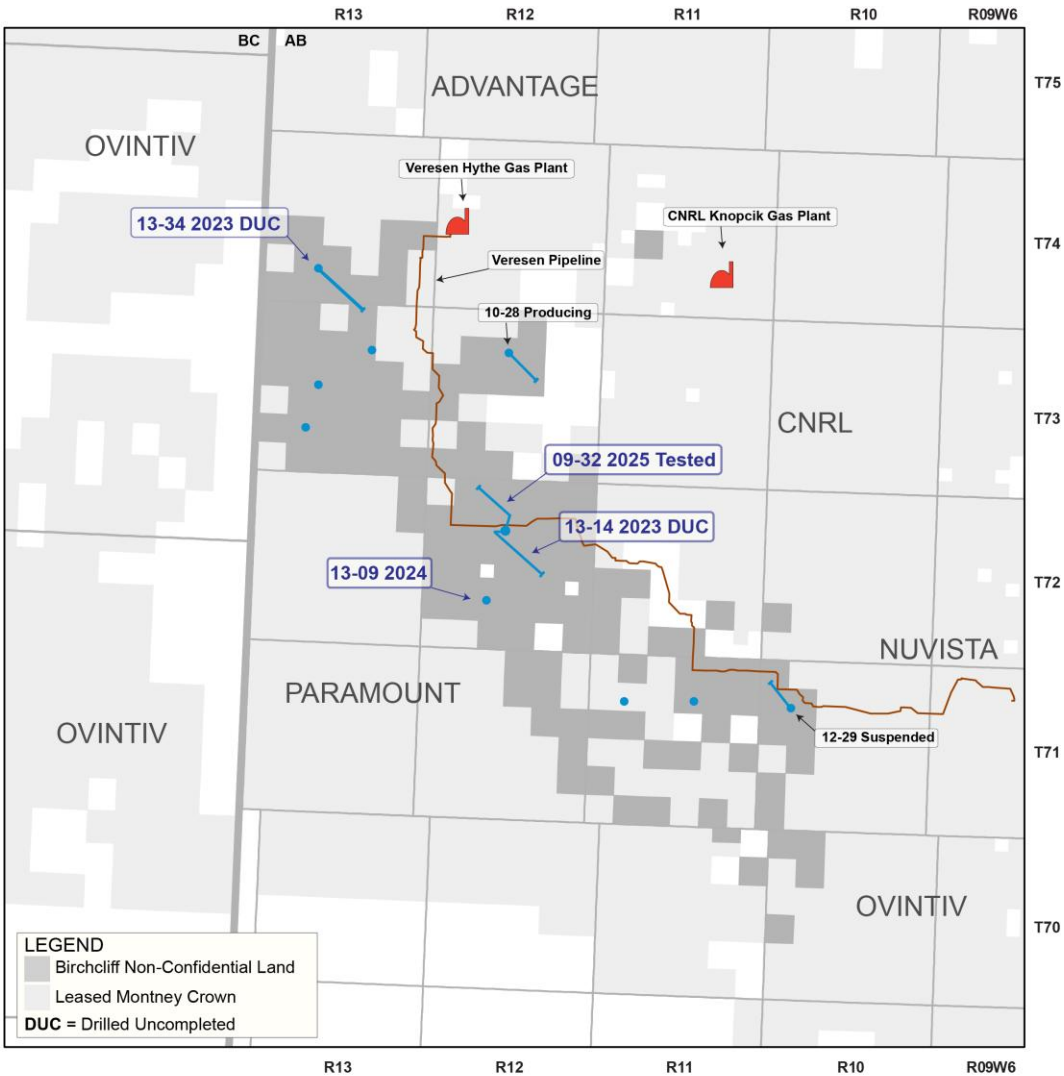 R13
R12
R11
R10
R09W6
BC
AB
T75
ADVANTAGE
OVINTIV
Veresen Hythe Gas Plant
13-34 2023 DUC
CNRL Knopcik Gas Plant
T74
Veresen Pipeline
10-28 Producing
CNRL
T73
09-32 2025 Tested
13-14 2023 DUC
13-09 2024
T72
NUVISTA
PARAMOUNT
OVINTIV
12-29 Suspended
T71
OVINTIV
T70
LEGEND
Birchcliff Non-Confidential Land
Leased Montney Crown
DUC = Drilled Uncompleted
R13
R12
R11
R10
R09W6